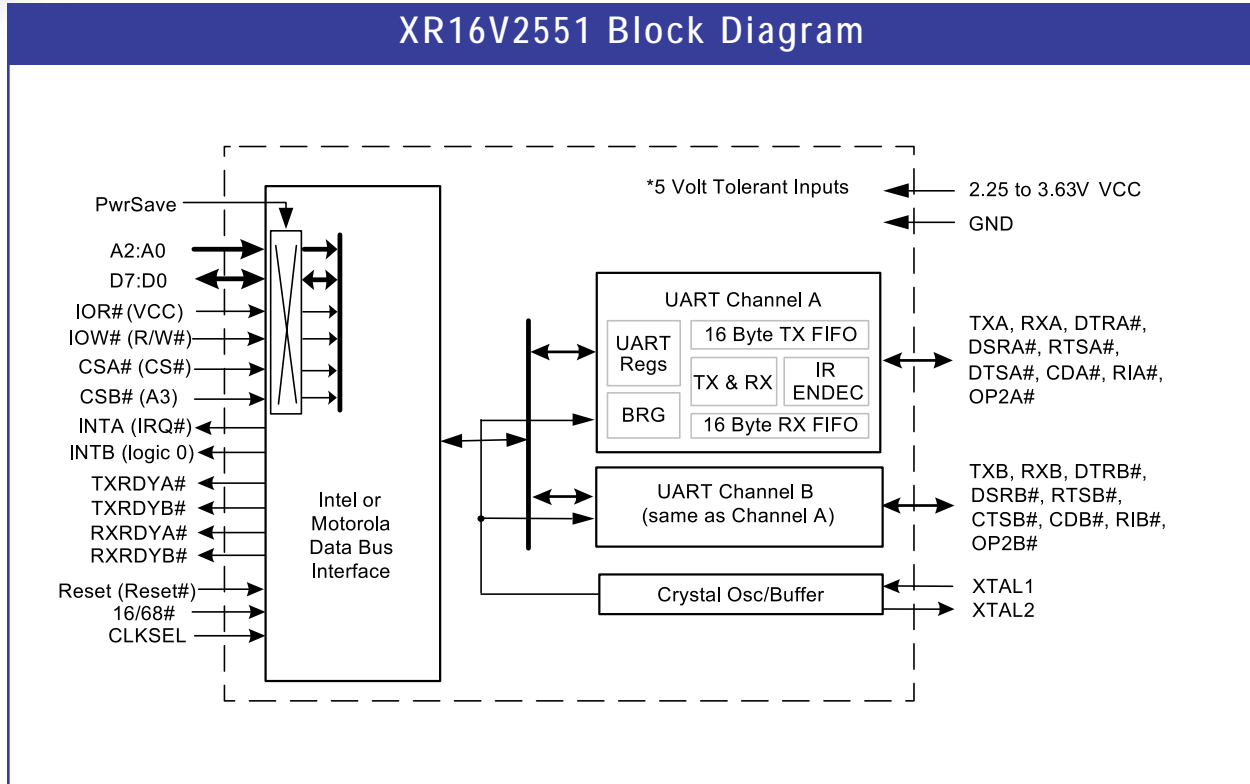 XR16V2551 Block Diagram
*5 Volt Tolerant Inputs
2.25 to 3.63V VCC
GND
PwrSave
A2:A0
D7:D0
IOR# (VCC)
IOW# (R/W#)
CSA# (CS#)
CSB# (A3)
INTA (IRQ#)
INTB (logic 0)
TXRDYA#
TXRDYB#
RXRDYA#
RXRDYB#
Reset (Reset#)
16/68#
CLKSEL
Intel or
Motorola
Data Bus
Interface
UART Channel A
UART
Regs
16 Byte TX FIFO
TX & RX
IR
ENDEC
BRG
16 Byte RX FIFO
UART Channel B
(same as Channel A)
Crystal Osc/Buffer
TXA, RXA, DTRA#,
DSRA#, RTSA#,
DTSA#, CDA#, RIA#,
OP2A#
TXB, RXB, DTRB#,
DSRB#, RTSB#,
CTSB#, CDB#, RIB#,
OP2B#
XTAL1
XTAL2